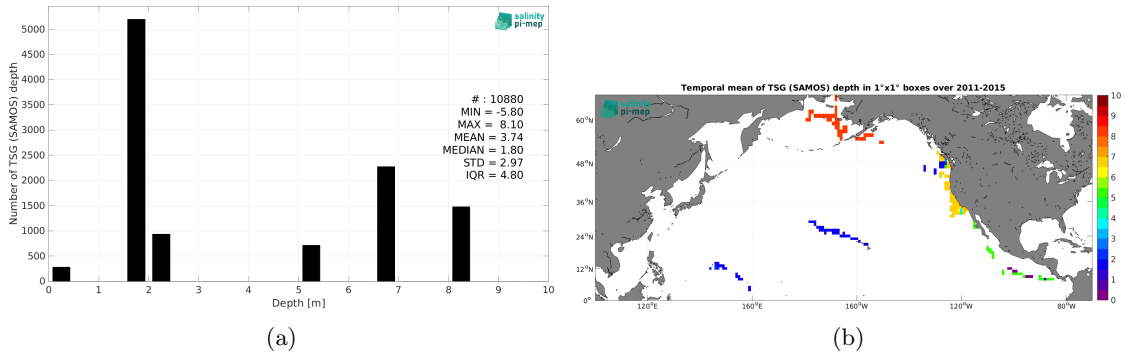 salinity
pi-mep
Number of TSG (SAMOS) depth
5000
4500
4000
3500
3000
2500
2000
1500
1000
500
0
# : 10880
MIN = -5.80
MAX = 8.10
MEAN = 3.74
MEDIAN = 1.80
STD = 2.97
IQR = 4.80
0 1 2 3 4 5 6 7 8 9 10
Depth [m]
(a)
Temporal mean of TSG (SAMOS) depth in 1°x1° boxes over 2011-2015
salinity
pi-mep
60°N
48°N
36°N
24°N
12°N
0°
120°E 160°E 160°W 120°W 80°W
10
9
8
7
6
5
4
3
2
1
0
(b)